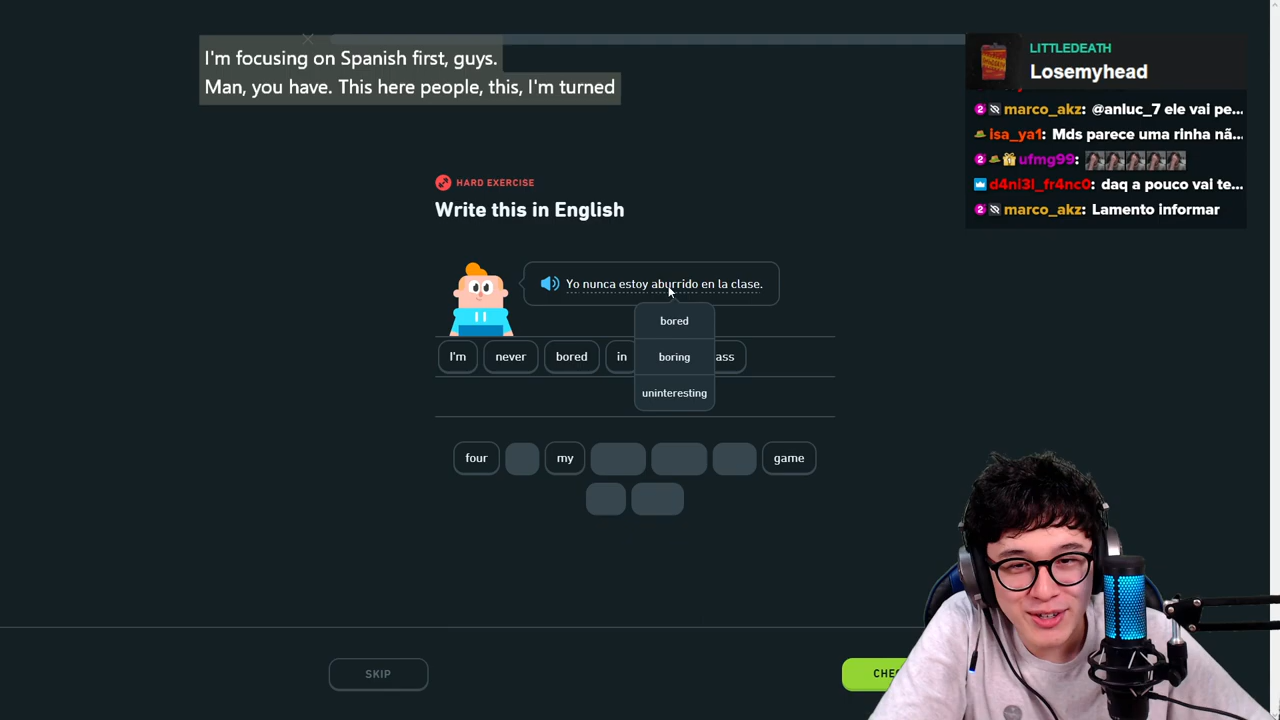 I'm focusing on Spanish first, guys.
Man, you have. This here people, this, I'm turned
LITTLEDEATH
Losemyhead
marco_akz: @anluc_7 ele vai pe...
isa_ya1: Mds parece uma rinha nã...
ufmg99:
d4ni3l_fr4nc0: daq a pouco vai te...
marco_akz: Lamento informar
HARD EXERCISE
Write this in English
Yo nunca estoy aburrido en la clase.
bored
boring
uninteresting
I'm never bored in ass
four my game
SKIP
CHEC